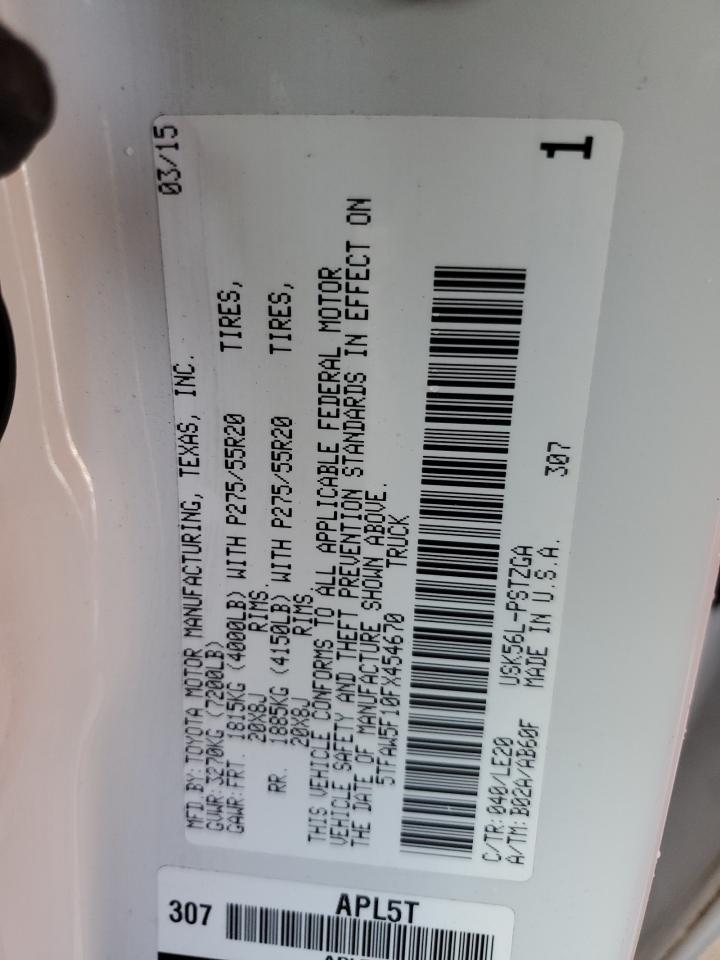 MFD.BY:TOYOTA MOTOR MANUFACTURING, TEXAS, INC. 03/15
GVWR:3270KG (7200LB)
GAWR:FRT. 1815KG (4000LB) WITH P275/55R20 TIRES,
20X8J RIMS.
RR. 1885KG (4150LB) WITH P275/55R20 TIRES,
20X8J RIMS.
THIS VEHICLE CONFORMS TO ALL APPLICABLE FEDERAL MOTOR
VEHICLE SAFETY AND THEFT PREVENTION STANDARDS IN EFFECT ON
THE DATE OF MANUFACTURE SHOWN ABOVE.
5TFAW5F10FX454670 TRUCK
C/TR:040/LE20 USK56L-PSTZGA 307
A/TM:B02A/AB60F MADE IN U.S.A.
1
APL5T
307